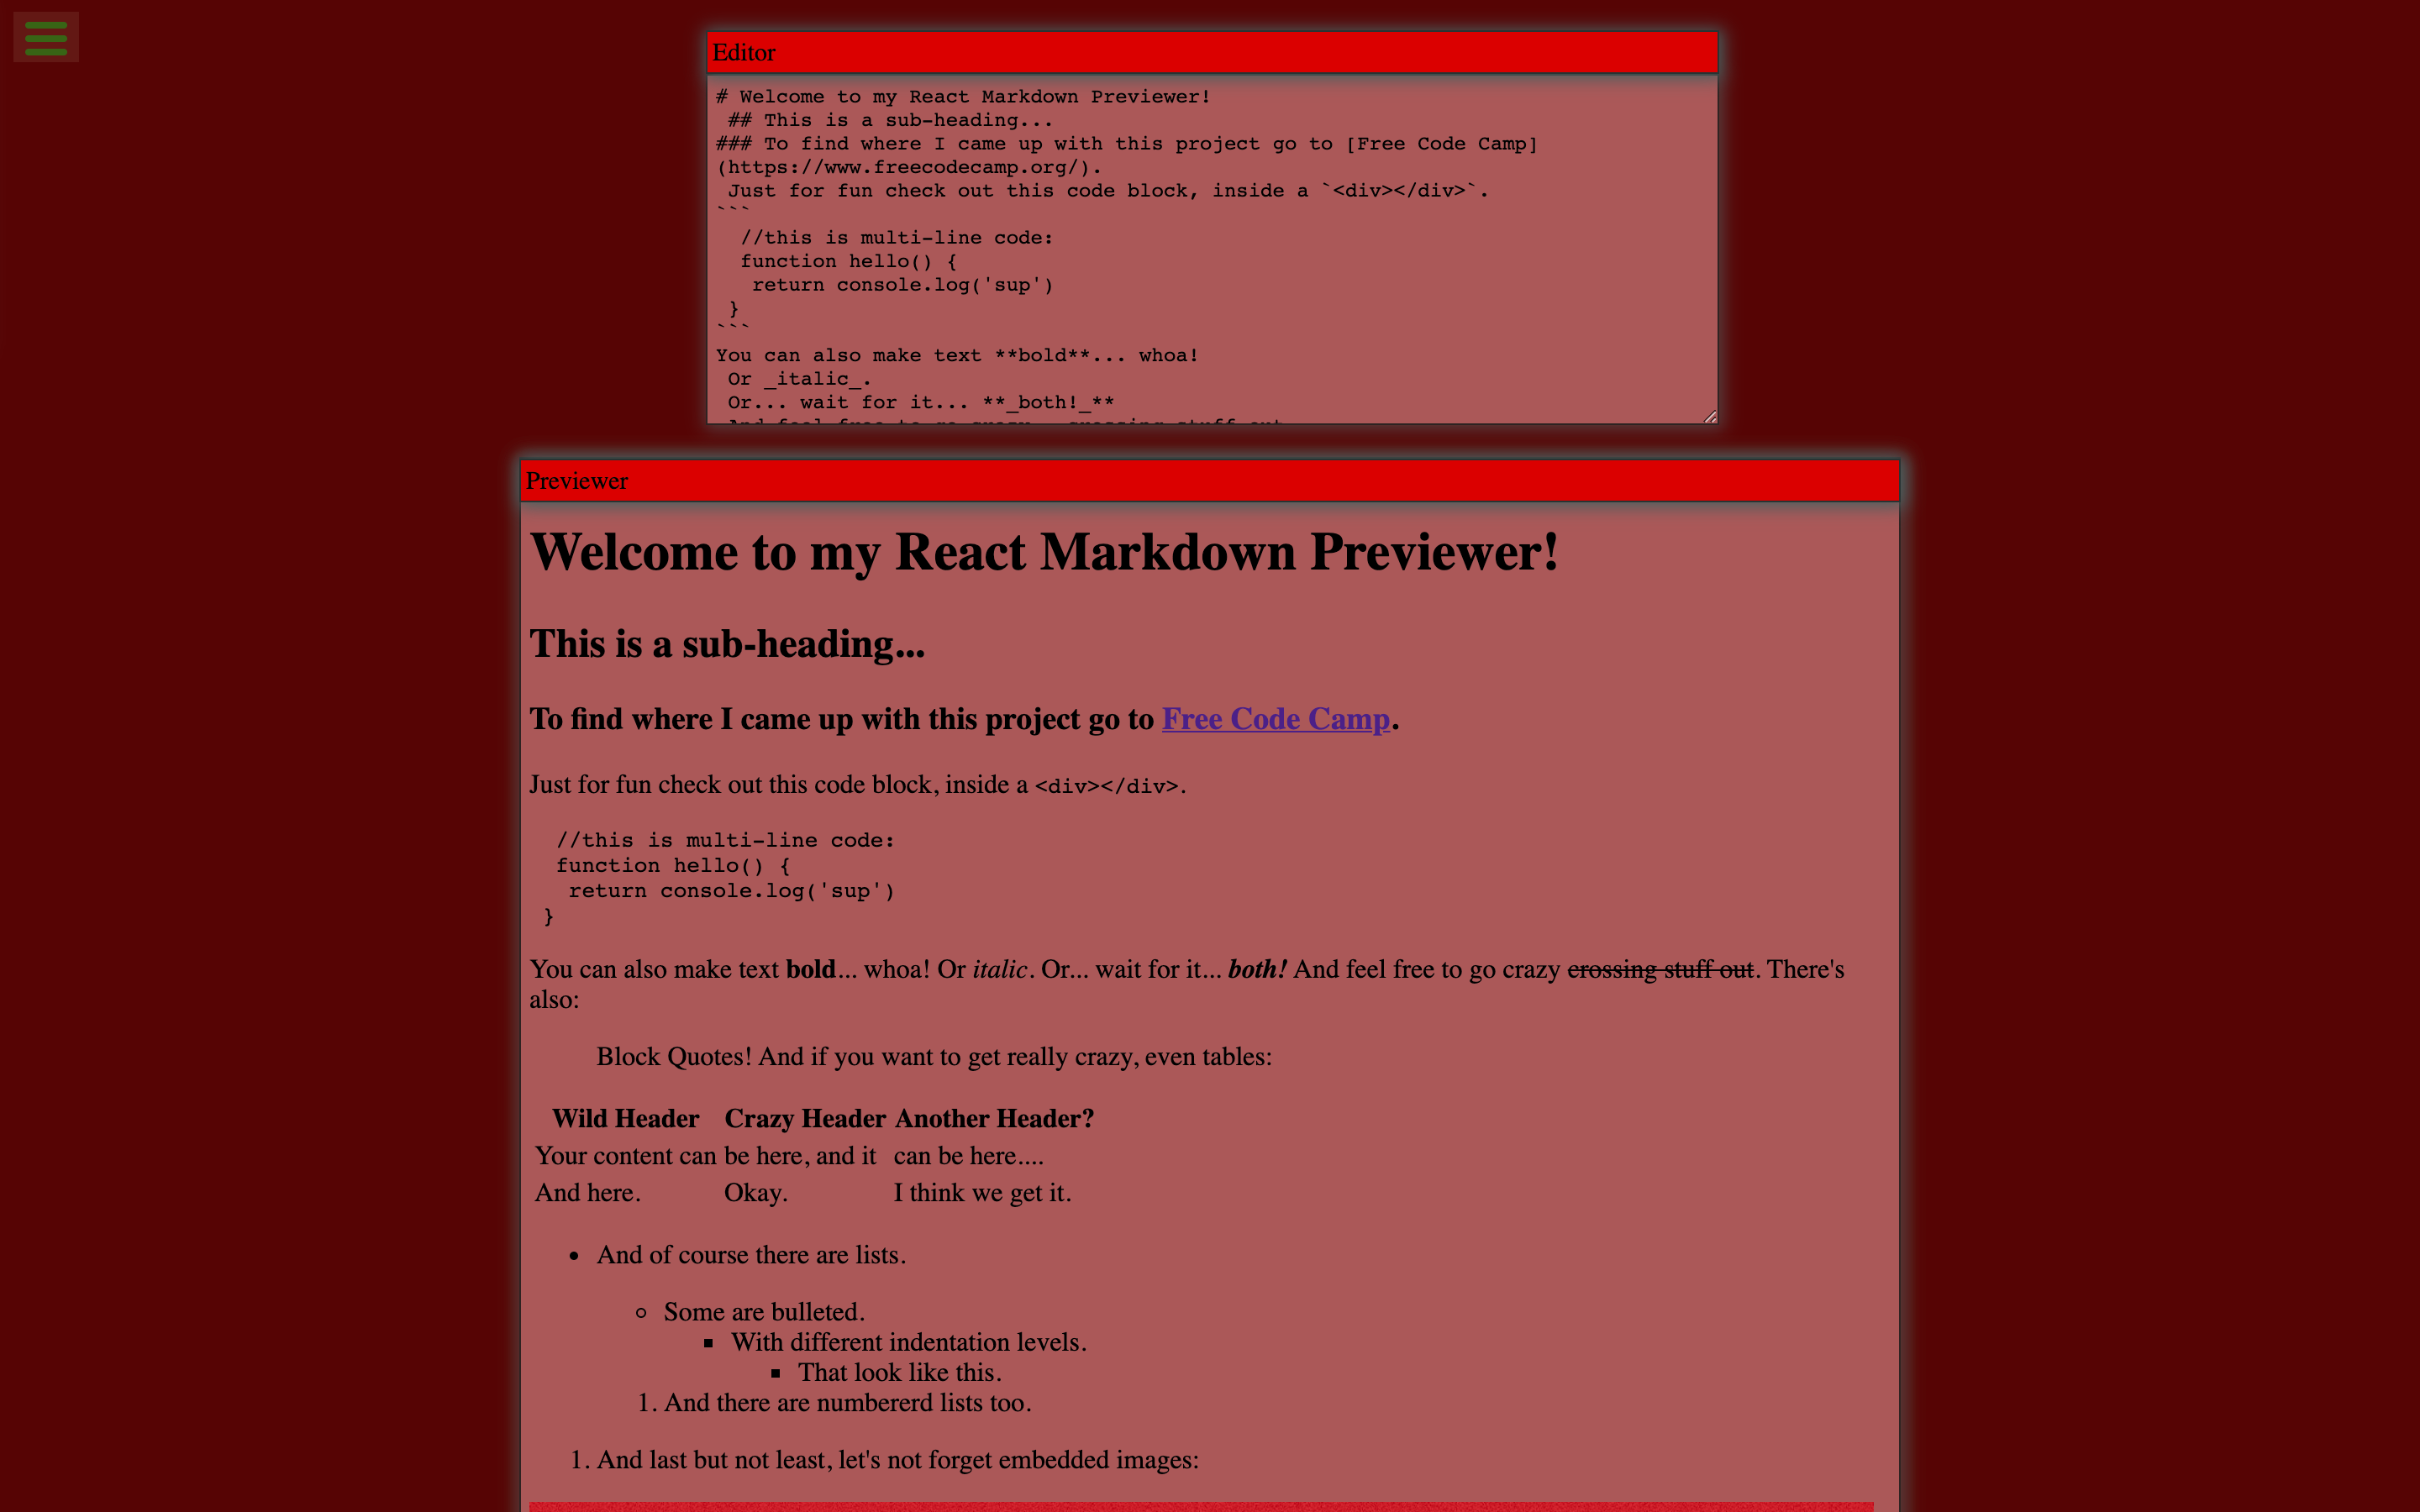 Editor
# Welcome to my React Markdown Previewer!
## This is a sub-heading...
### To find where I came up with this project go to [Free Code Camp]
(https://www.freecodecamp.org/).
Just for fun check out this code block, inside a `<div></div>`.
```
//this is multi-line code:
function hello() {
return console.log('sup')
}
```
You can also make text **bold**... whoa!
Or _italic_.
Or... wait for it... **_both!_**
And feel free to go crazy crossing stuff out
Previewer
Welcome to my React Markdown Previewer!
This is a sub-heading...
To find where I came up with this project go to Free Code Camp.
Just for fun check out this code block, inside a <div></div>.
//this is multi-line code:
function hello() {
return console.log('sup')
}
You can also make text bold... whoa! Or italic. Or... wait for it... both! And feel free to go crazy crossing stuff out. There's
also:
Block Quotes! And if you want to get really crazy, even tables:
Wild Header Crazy Header Another Header?
Your content can be here, and it can be here....
And here. Okay. I think we get it.
• And of course there are lists.
◦ Some are bulleted.
▪ With different indentation levels.
▪ That look like this.
1. And there are numbererd lists too.
1. And last but not least, let's not forget embedded images: